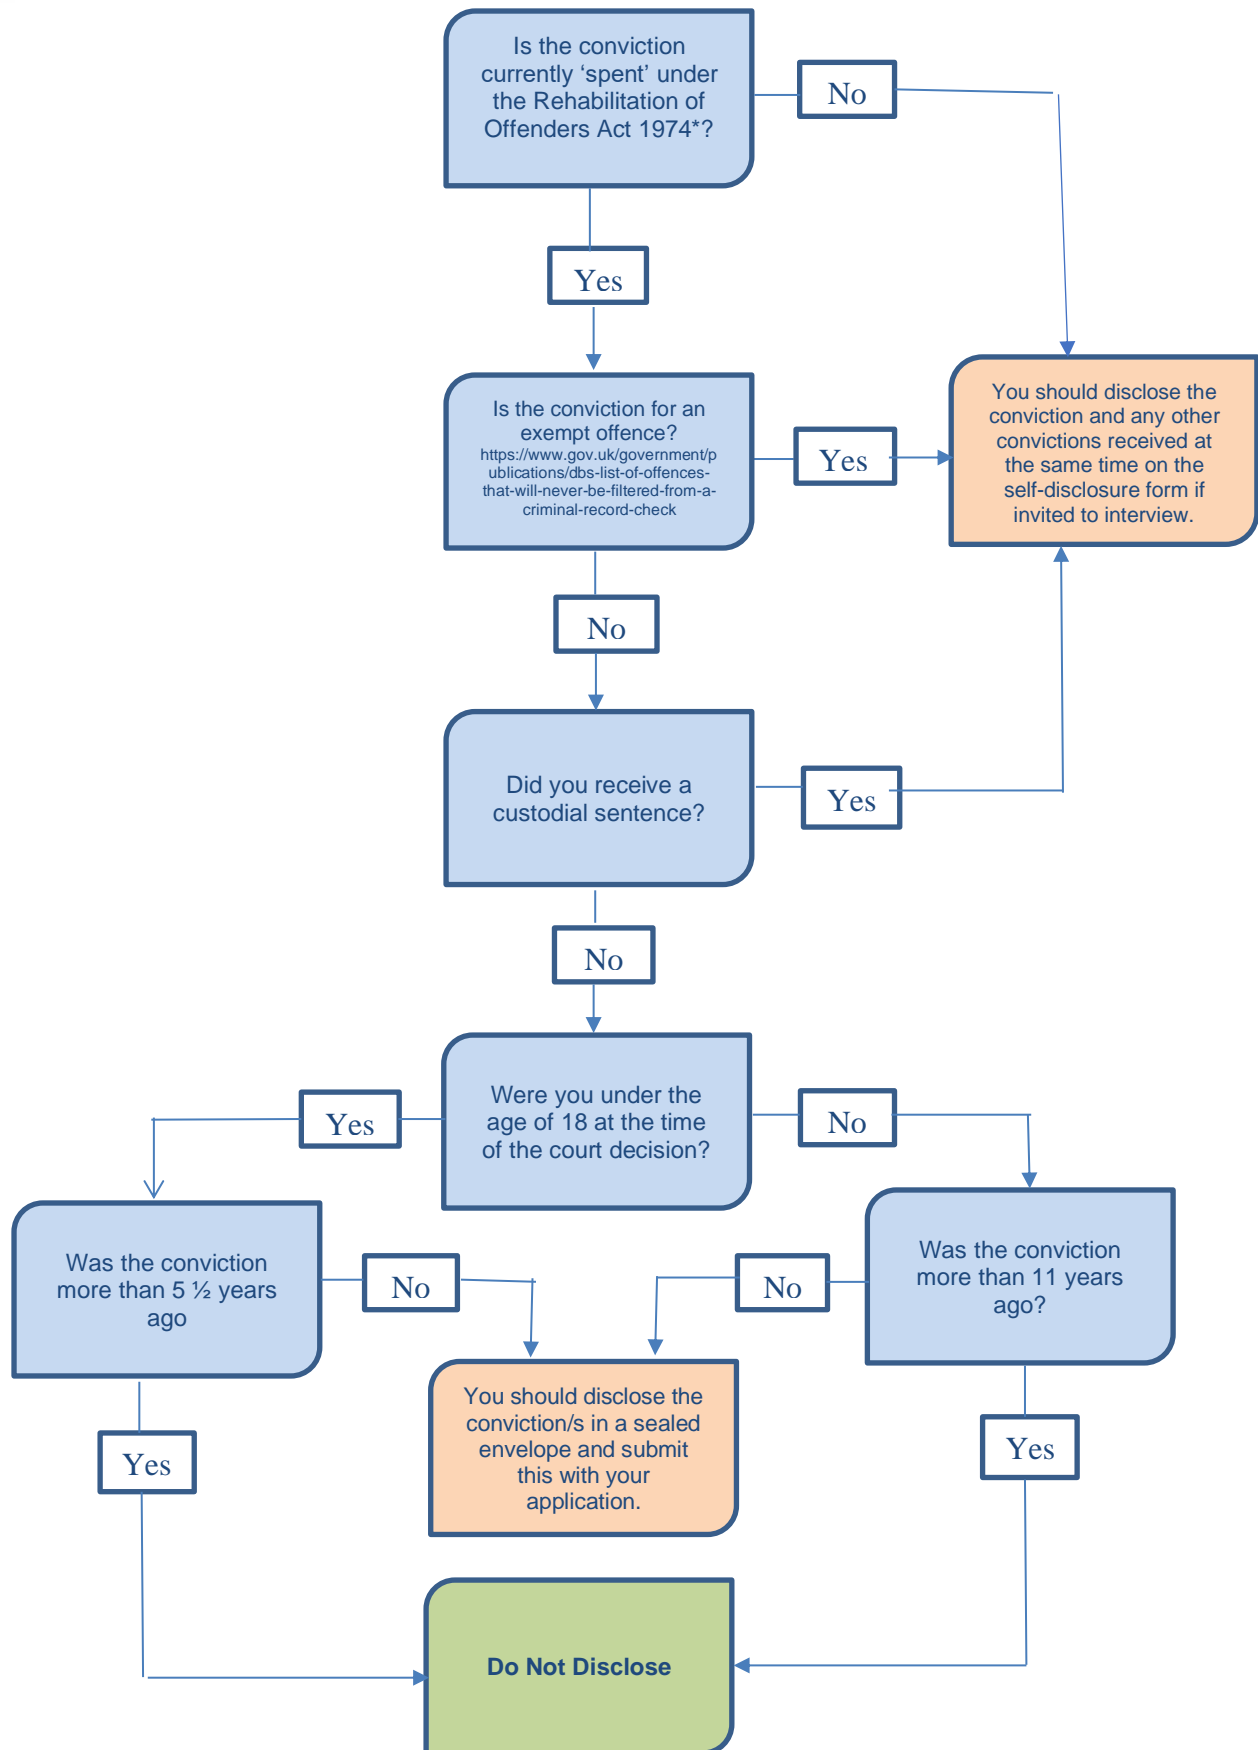 Is the conviction
currently ‘spent’ under
the Rehabilitation of
Offenders Act 1974*?
No
Yes
Is the conviction for an
exempt offence?
https://www.gov.uk/government/p
ublications/dbs-list-of-offences-
that-will-never-be-filtered-from-a-
criminal-record-check
Yes
You should disclose the
conviction and any other
convictions received at
the same time on the
self-disclosure form if
invited to interview.
No
Did you receive a
custodial sentence?
Yes
No
Were you under the
age of 18 at the time
of the court decision?
Yes
No
Was the conviction
more than 5 ½ years
ago
No
No
Was the conviction
more than 11 years
ago?
You should disclose the
conviction/s in a sealed
envelope and submit
this with your
application.
Yes
Yes
Do Not Disclose